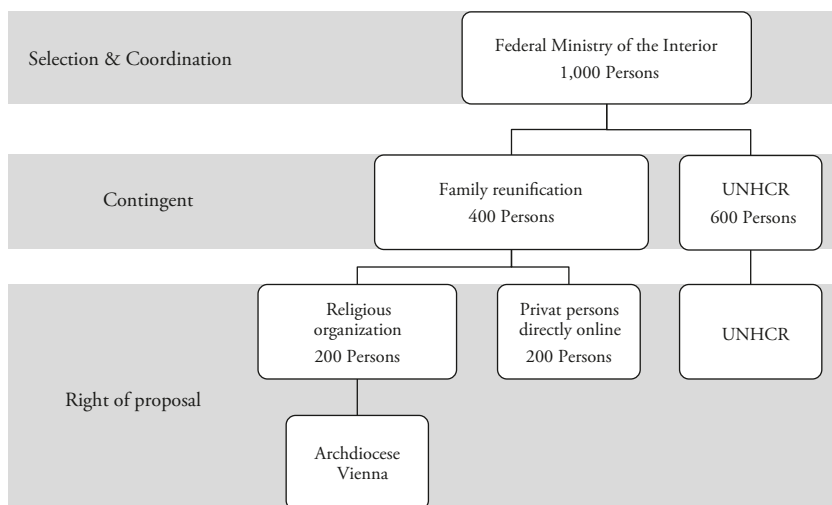 Selection & Coordination
Federal Ministry of the Interior
1,000 Persons
Contingent
Family reunification
400 Persons
UNHCR
600 Persons
Right of proposal
Religious
organization
200 Persons
Privat persons
directly online
200 Persons
UNHCR
Archdiocese
Vienna